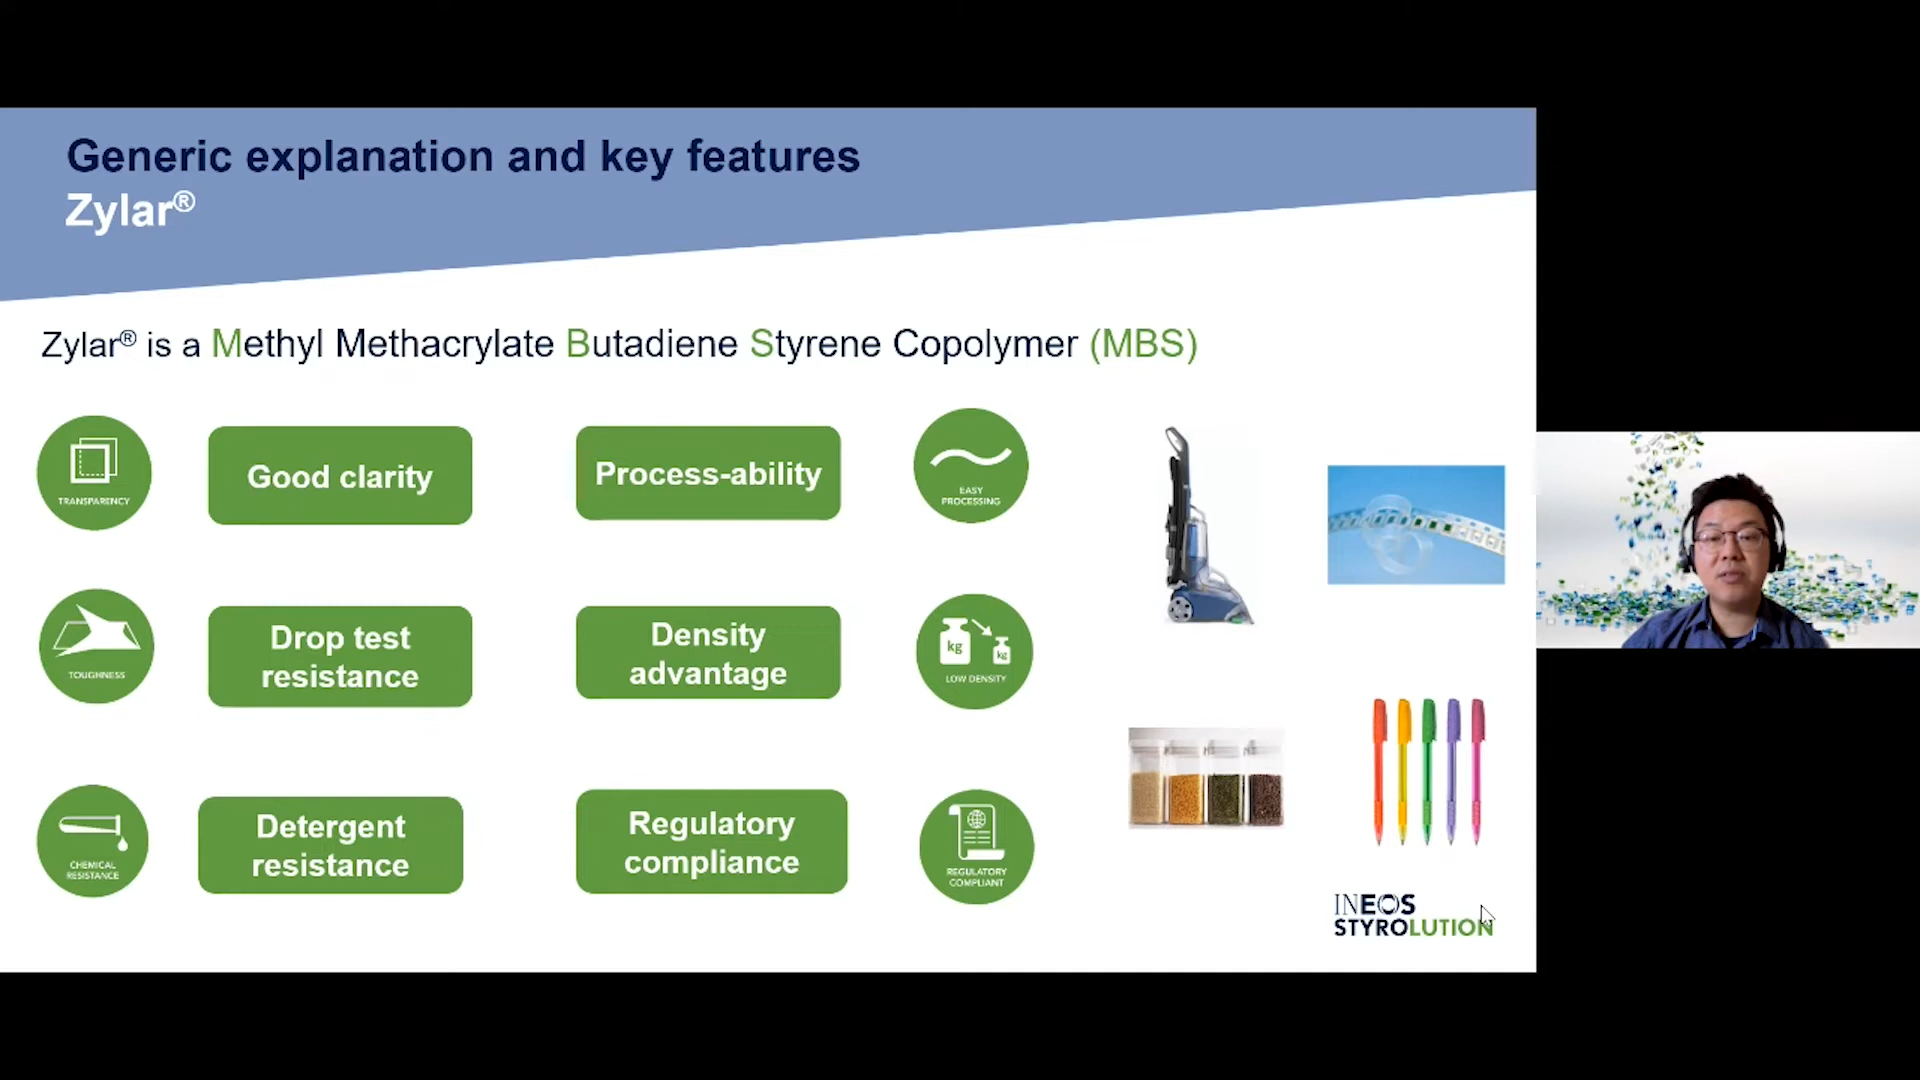 Generic explanation and key features
Zylar®
Zylar® is a Methyl Methacrylate Butadiene Styrene Copolymer (MBS)
TRANSPARENCY
Good clarity
Process-ability
EASY
PROCESSING
TOUGHNESS
Drop test
resistance
Density
advantage
kg
kg
LOW DENSITY
CHEMICAL
RESISTANCE
Detergent
resistance
Regulatory
compliance
REGULATORY
COMPLIANT
INEOS
STYROLUTION